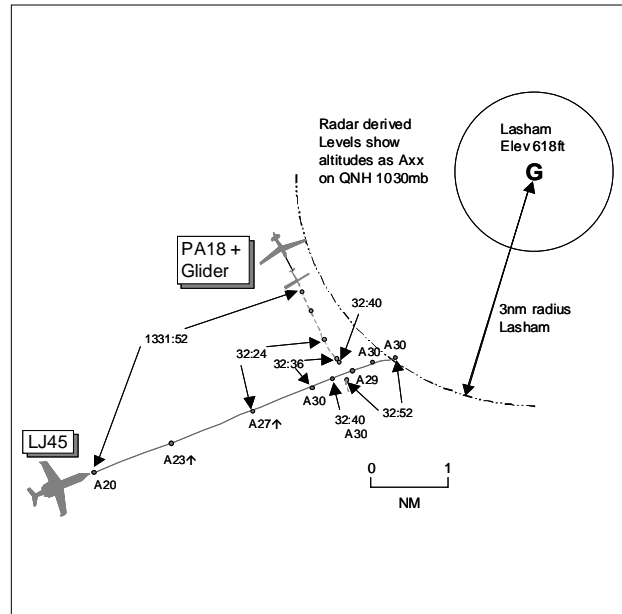 Radar derived
Levels show
altitudes as Axx
on QNH 1030mb
Lasham
Elev 618ft
G
PA18 +
Glider
3nm radius
Lasham
1331:52
32:40
32:24
32:36
A30
A30
A29
A30
A27↑
32:40
A30
32:52
LJ45
A23↑
A20
0 1
NM